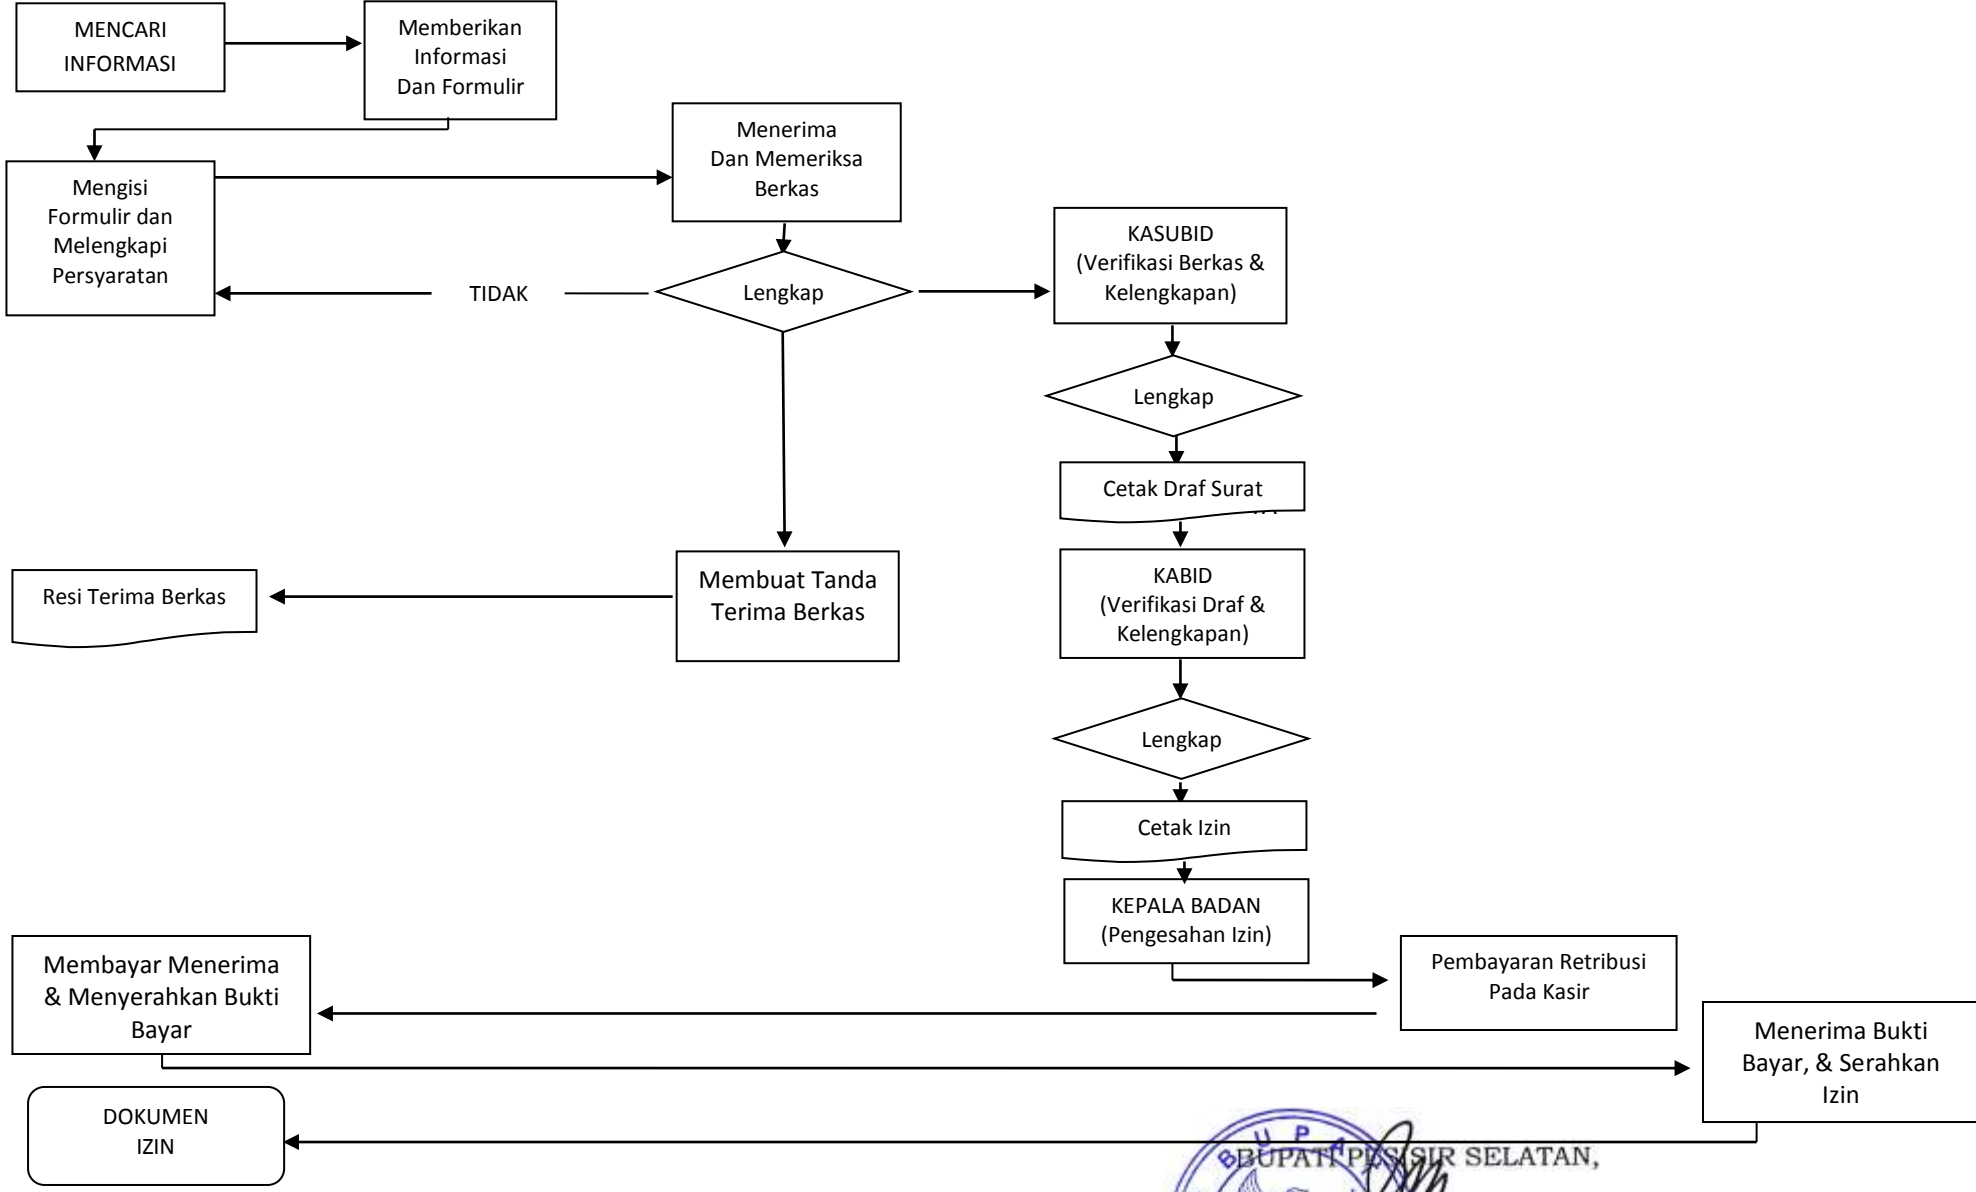 MENCARI
INFORMASI
Memberikan
Informasi
Dan Formulir
Mengisi
Formulir dan
Melengkapi
Persyaratan
Menerima
Dan Memeriksa
Berkas
TIDAK
Lengkap
KASUBID
(Verifikasi Berkas &
Kelengkapan)
Lengkap
Cetak Draf Surat
KABID
(Verifikasi Draf &
Kelengkapan)
Resi Terima Berkas
Membuat Tanda
Terima Berkas
Lengkap
Cetak Izin
KEPALA BADAN
(Pengesahan Izin)
Pembayaran Retribusi
Pada Kasir
Membayar Menerima
& Menyerahkan Bukti
Bayar
Menerima Bukti
Bayar, & Serahkan
Izin
DOKUMEN
IZIN
BUPATI PESISIR SELATAN,